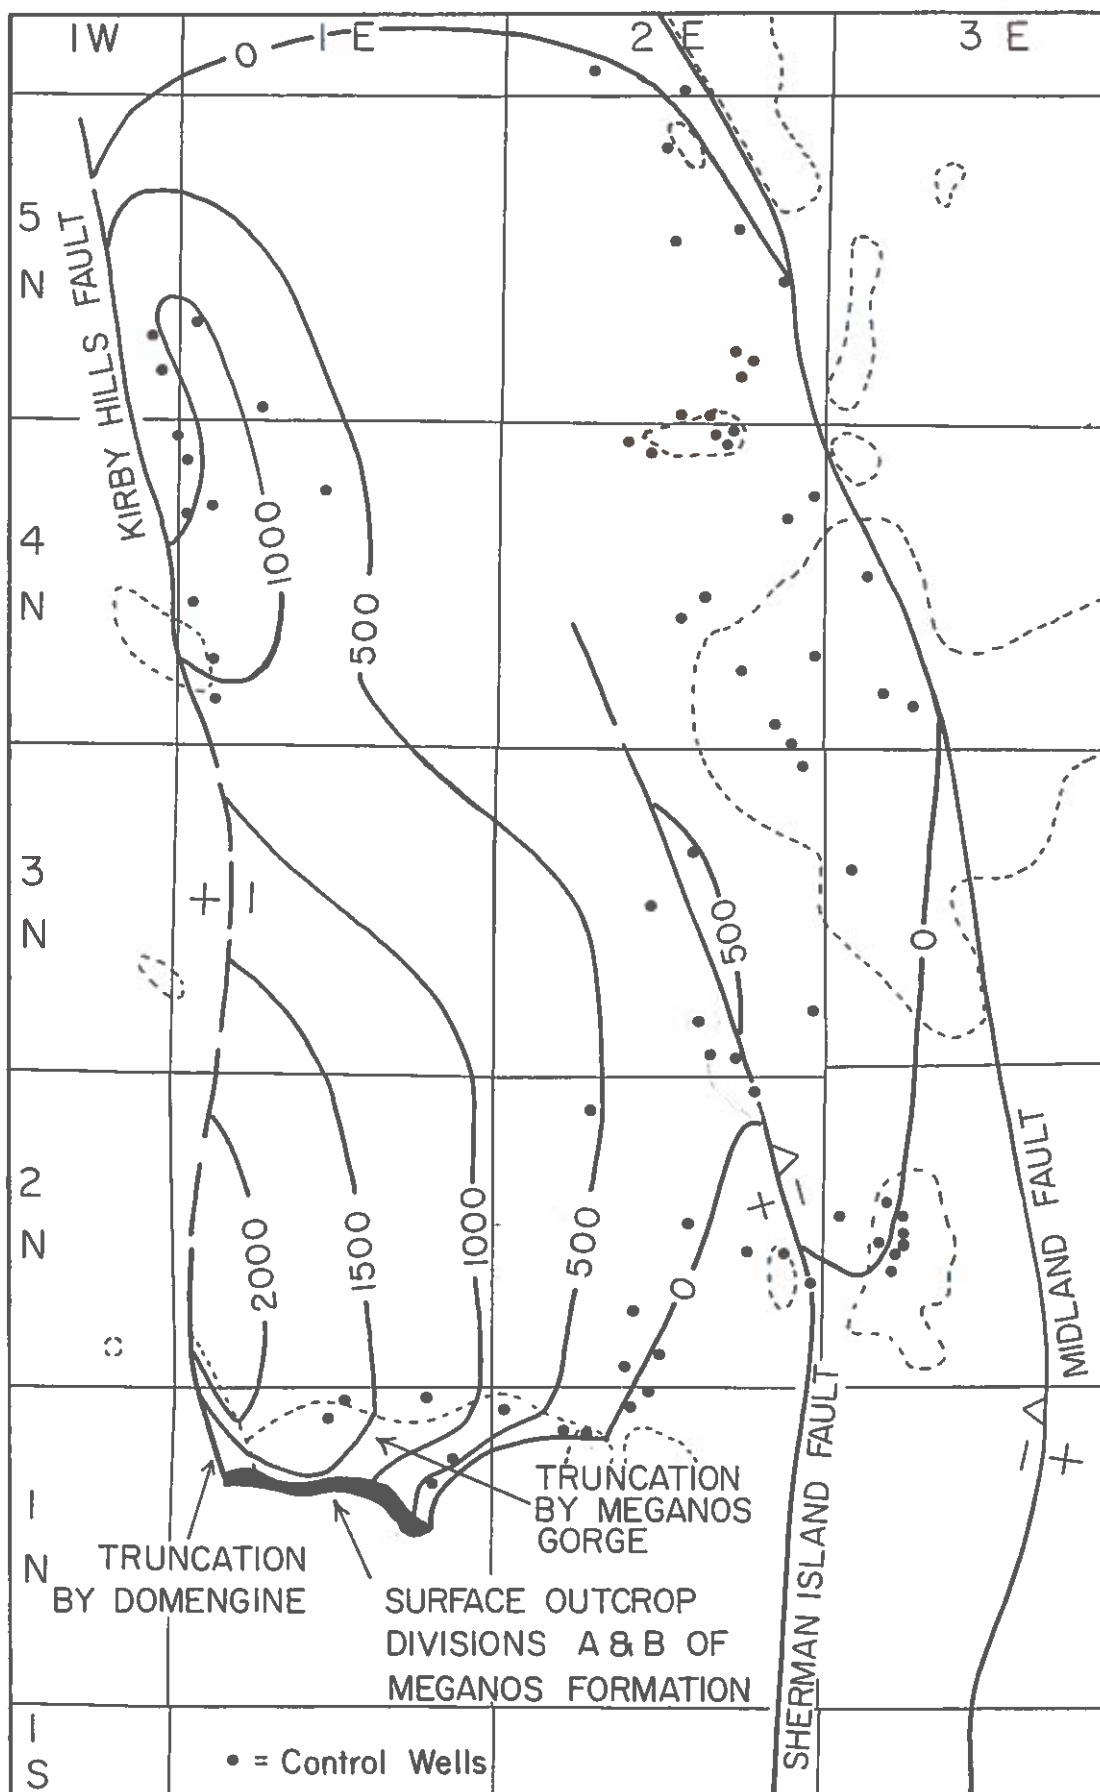 1W
1 E
2 E
3 E
0
5
N
KIRBY HILLS FAULT
4
N
1000
500
3
N
+ –
500
0
2
N
2000
1500
1000
500
0
+ –
MIDLAND FAULT
– +
1
N
TRUNCATION
BY DOMENGINE
TRUNCATION
BY MEGANOS
GORGE
SURFACE OUTCROP
DIVISIONS A & B OF
MEGANOS FORMATION
SHERMAN ISLAND FAULT
1
S
• = Control Wells